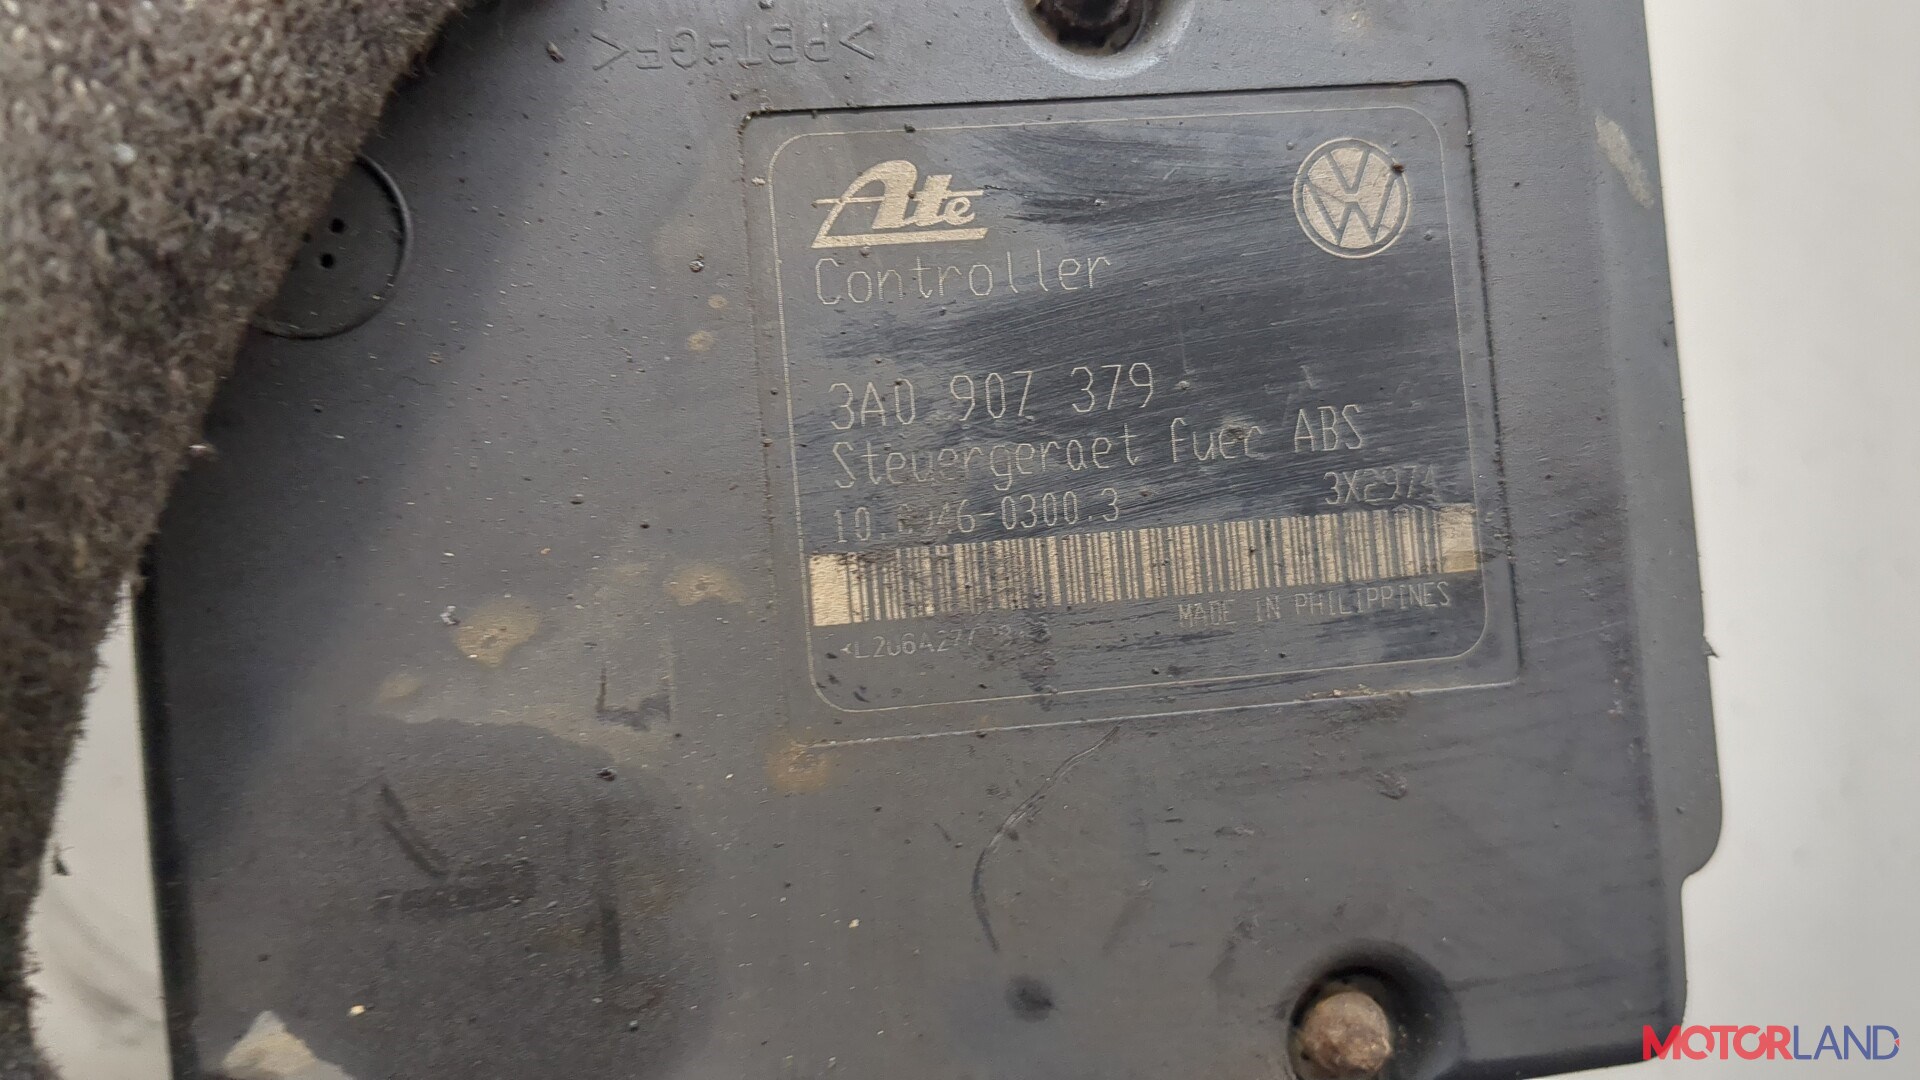 >PBT-GF<
Ate
Controller
3A0 907 379
Steuergeraet fuer ABS
3X2974
MADE IN PHILIPPINES
MOTORLAND